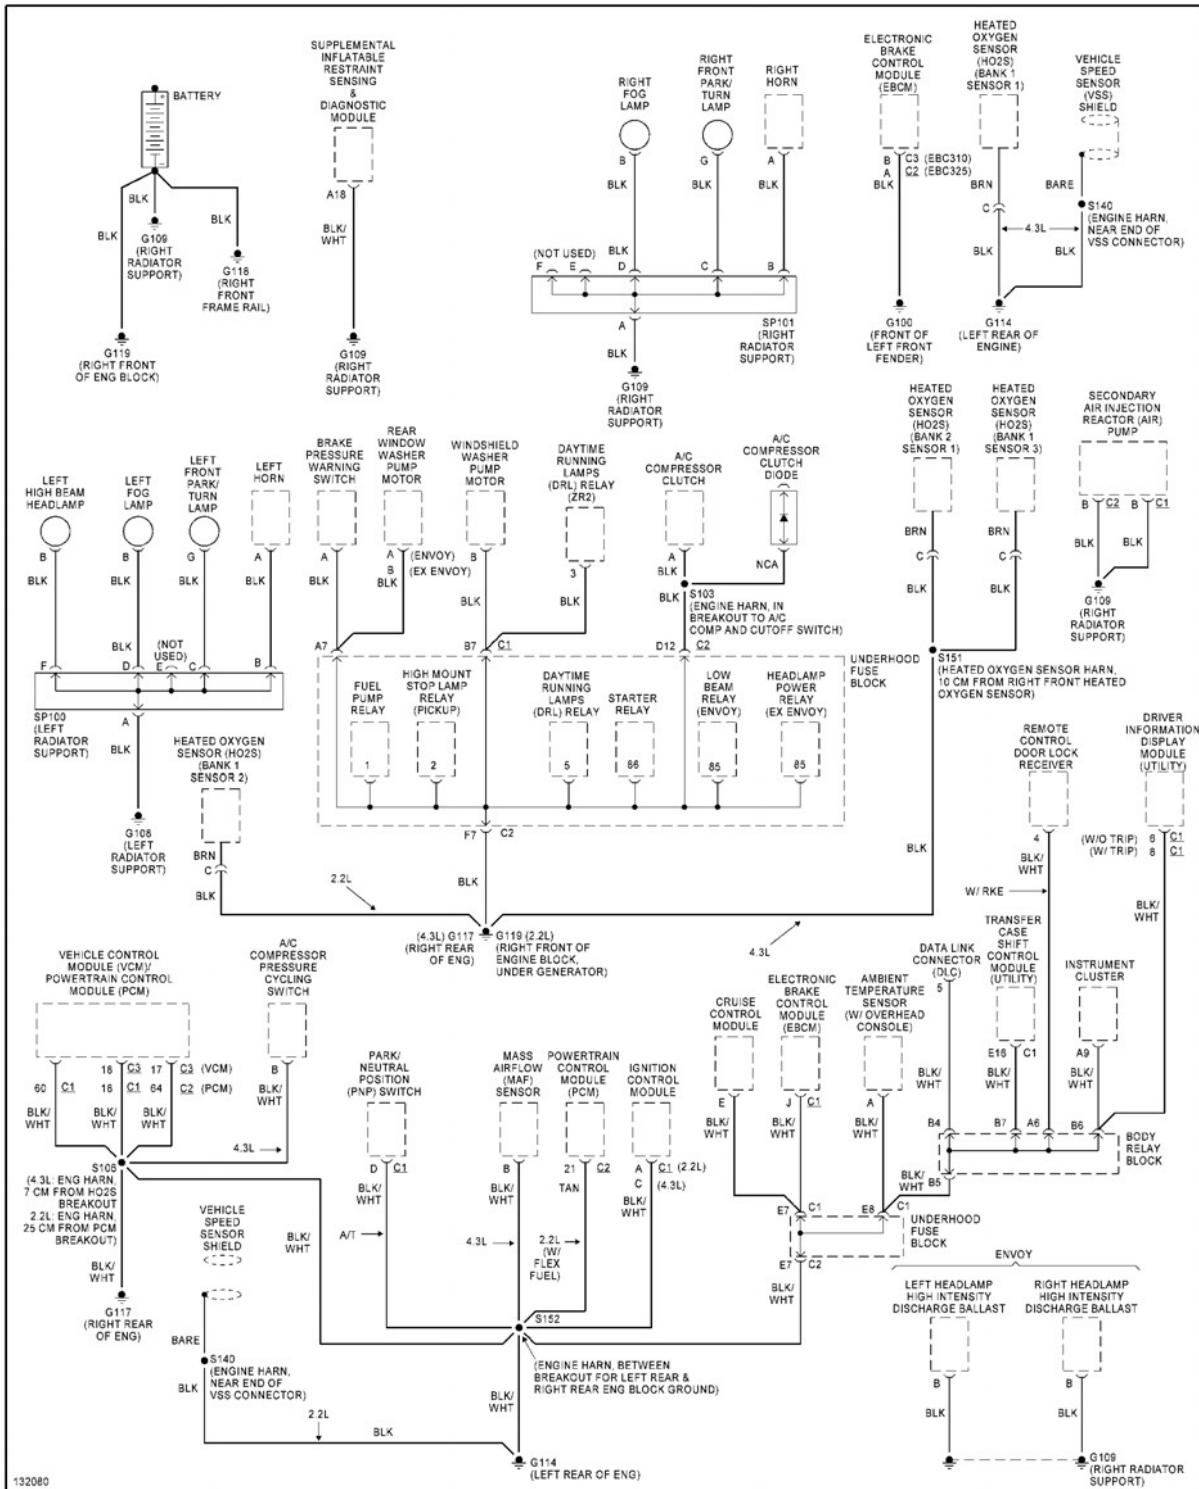 BATTERY
+
-
BLK
BLK
BLK
G109
(RIGHT
RADIATOR
SUPPORT)
G118
(RIGHT
FRONT
FRAME RAIL)
G119
(RIGHT FRONT
OF ENG BLOCK)
SUPPLEMENTAL
INFLATABLE
RESTRAINT
SENSING
&
DIAGNOSTIC
MODULE
A18
BLK/
WHT
G109
(RIGHT
RADIATOR
SUPPORT)
RIGHT
FOG
LAMP
B
BLK
RIGHT
FRONT
PARK/
TURN
LAMP
G
BLK
RIGHT
HORN
A
BLK
(NOT USED)
BLK
F E D C B
A
SP101
(RIGHT
RADIATOR
SUPPORT)
BLK
G109
(RIGHT
RADIATOR
SUPPORT)
ELECTRONIC
BRAKE
CONTROL
MODULE
(EBCM)
B C3 (EBC310)
A C2 (EBC325)
BLK
G100
(FRONT OF
LEFT FRONT
FENDER)
HEATED
OXYGEN
SENSOR
(HO2S)
(BANK 1
SENSOR 1)
BRN
C
4.3L
BLK
G114
(LEFT REAR OF
ENGINE)
VEHICLE
SPEED
SENSOR
(VSS)
SHIELD
BARE
S140
(ENGINE HARN,
NEAR END OF
VSS CONNECTOR)
BLK
LEFT
HIGH BEAM
HEADLAMP
B
BLK
LEFT
FOG
LAMP
B
BLK
LEFT
FRONT
PARK/
TURN
LAMP
G
BLK
LEFT
HORN
A
BLK
BLK
(NOT
USED)
F D E C B
SP100
(LEFT
RADIATOR
SUPPORT)
A
BLK
G108
(LEFT
RADIATOR
SUPPORT)
BRAKE
PRESSURE
WARNING
SWITCH
A
BLK
REAR
WINDOW
WASHER
PUMP
MOTOR
A (ENVOY)
B (EX ENVOY)
BLK
WINDSHIELD
WASHER
PUMP
MOTOR
B
BLK
DAYTIME
RUNNING
LAMPS
(DRL) RELAY
(ZR2)
3
BLK
A/C
COMPRESSOR
CLUTCH
A
BLK
A/C
COMPRESSOR
CLUTCH
DIODE
NCA
S103
(ENGINE HARN, IN
BREAKOUT TO A/C
COMP AND CUTOFF SWITCH)
BLK
A7 B7 C1 D12 C2
UNDERHOOD
FUSE
BLOCK
FUEL
PUMP
RELAY
1
HIGH MOUNT
STOP LAMP
RELAY
(PICKUP)
2
DAYTIME
RUNNING
LAMPS
(DRL) RELAY
5
STARTER
RELAY
86
LOW
BEAM
RELAY
(ENVOY)
85
HEADLAMP
POWER
RELAY
(EX ENVOY)
85
F7 C2
BLK
HEATED
OXYGEN
SENSOR
(HO2S)
(BANK 2
SENSOR 1)
BRN
C
HEATED
OXYGEN
SENSOR
(HO2S)
(BANK 1
SENSOR 3)
BRN
C
BLK
BLK
S151
(HEATED OXYGEN SENSOR HARN,
10 CM FROM RIGHT FRONT HEATED
OXYGEN SENSOR)
SECONDARY
AIR INJECTION
REACTOR (AIR)
PUMP
B C2 B C1
BLK BLK
G109
(RIGHT
RADIATOR
SUPPORT)
HEATED OXYGEN
SENSOR (HO2S)
(BANK 1
SENSOR 2)
BRN
C
BLK
2.2L
BLK
4.3L
(4.3L) G117
(RIGHT REAR
OF ENG)
G119 (2.2L)
(RIGHT FRONT OF
ENGINE BLOCK,
UNDER GENERATOR)
REMOTE
CONTROL
DOOR LOCK
RECEIVER
4
BLK/
WHT
W/ RKE
DRIVER
INFORMATION
DISPLAY
MODULE
(UTILITY)
(W/O TRIP) 6 C1
(W/ TRIP) 8 C1
BLK/
WHT
VEHICLE CONTROL
MODULE (VCM)/
POWERTRAIN CONTROL
MODULE (PCM)
18 C3 17 C3 (VCM)
60 C1 16 C1 64 C2 (PCM)
BLK/
WHT
BLK/
WHT
BLK/
WHT
A/C
COMPRESSOR
PRESSURE
CYCLING
SWITCH
B
BLK/
WHT
4.3L
S106
(4.3L: ENG HARN,
7 CM FROM HO2S
BREAKOUT
2.2L: ENG HARN,
25 CM FROM PCM
BREAKOUT)
BLK/
WHT
G117
(RIGHT REAR
OF ENG)
VEHICLE
SPEED
SENSOR
SHIELD
BARE
S140
(ENGINE HARN,
NEAR END OF
VSS CONNECTOR)
BLK
2.2L
BLK
BLK/
WHT
PARK/
NEUTRAL
POSITION
(PNP) SWITCH
D C1
BLK/
WHT
A/T
MASS
AIRFLOW
(MAF)
SENSOR
B
BLK/
WHT
4.3L
POWERTRAIN
CONTROL
MODULE
(PCM)
21 C2
TAN
2.2L
(W/
FLEX
FUEL)
IGNITION
CONTROL
MODULE
A C1 (2.2L)
C (4.3L)
BLK/
WHT
S152
(ENGINE HARN, BETWEEN
BREAKOUT FOR LEFT REAR &
RIGHT REAR ENG BLOCK GROUND)
BLK/
WHT
G114
(LEFT REAR OF ENG)
CRUISE
CONTROL
MODULE
E
BLK/
WHT
ELECTRONIC
BRAKE
CONTROL
MODULE
(EBCM)
J C1
BLK/
WHT
AMBIENT
TEMPERATURE
SENSOR
(W/ OVERHEAD
CONSOLE)
A
BLK/
WHT
DATA LINK
CONNECTOR
(DLC)
5
BLK/
WHT
TRANSFER
CASE
SHIFT
CONTROL
MODULE
(UTILITY)
E16 C1
BLK/
WHT
INSTRUMENT
CLUSTER
A9
BLK/
WHT
B4 B7 A6 B6
BODY
RELAY
BLOCK
BLK/
WHT
B5
E7 C1 E8 C1
UNDERHOOD
FUSE
BLOCK
E7 C2
BLK/
WHT
ENVOY
LEFT HEADLAMP
HIGH INTENSITY
DISCHARGE BALLAST
B
BLK
RIGHT HEADLAMP
HIGH INTENSITY
DISCHARGE BALLAST
B
BLK
G109
(RIGHT RADIATOR
SUPPORT)
132080